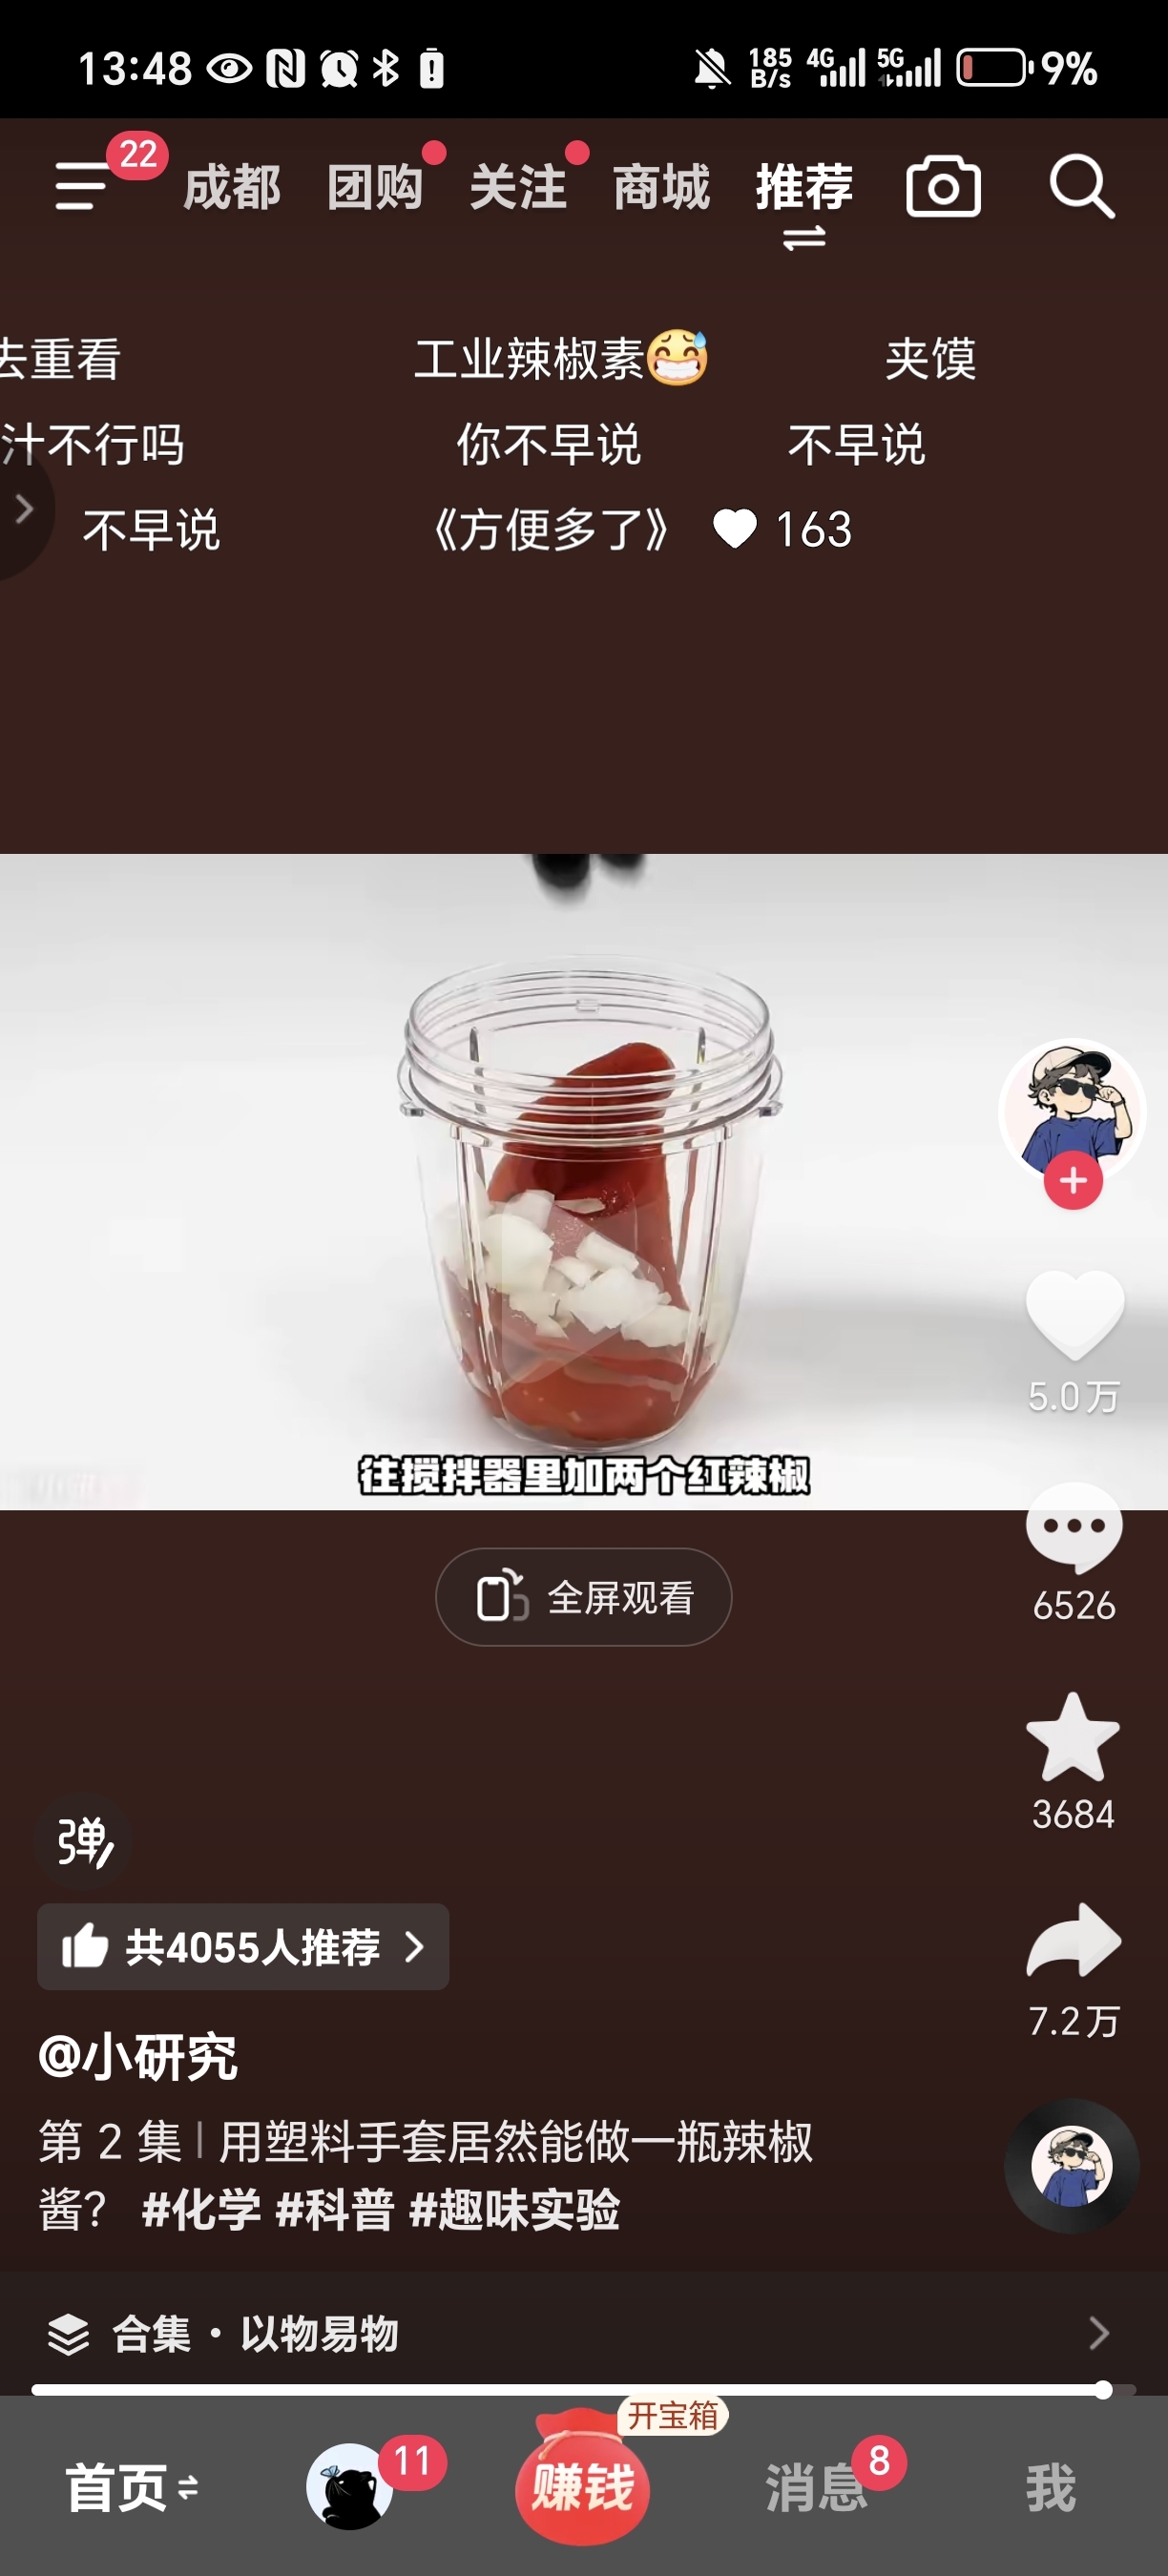 13:48
185
B/s
4G
5G
9%
22
成都 团购 关注 商城 推荐
去重看 工业辣椒素😅 夹馍
汁不行吗 你不早说 不早说
不早说 《方便多了》 163
5.0万
往搅拌器里加两个红辣椒
全屏观看
6526
3684
弹
共4055人推荐
7.2万
@小研究
第 2 集 | 用塑料手套居然能做一瓶辣椒
酱? #化学 #科普 #趣味实验
合集·以物易物
开宝箱
首页 11 赚钱 消息 8 我